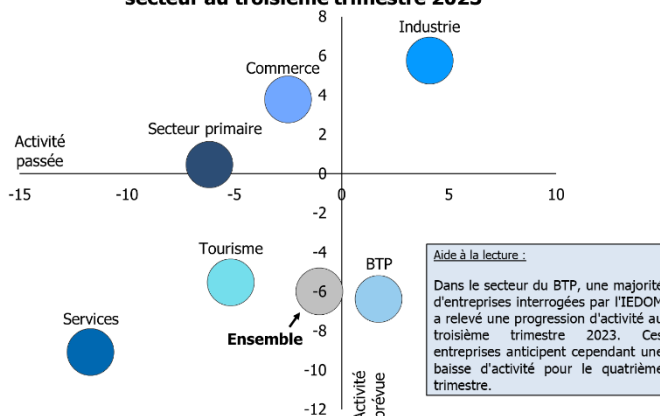 secteur au troisième trimestre 2023
8
Industrie
6
Commerce
4
Secteur primaire
2
Activité
passée
0
-15
-10
-5
0
5
10
-2
Tourisme
-4
BTP
-6
Ensemble
Services
-8
-10
-12
Activité
prévue
Aide à la lecture :
Dans le secteur du BTP, une majorité
d'entreprises interrogées par l'IEDOM
a relevé une progression d'activité au
troisième trimestre 2023. Ces
entreprises anticipent cependant une
baisse d'activité pour le quatrième
trimestre.